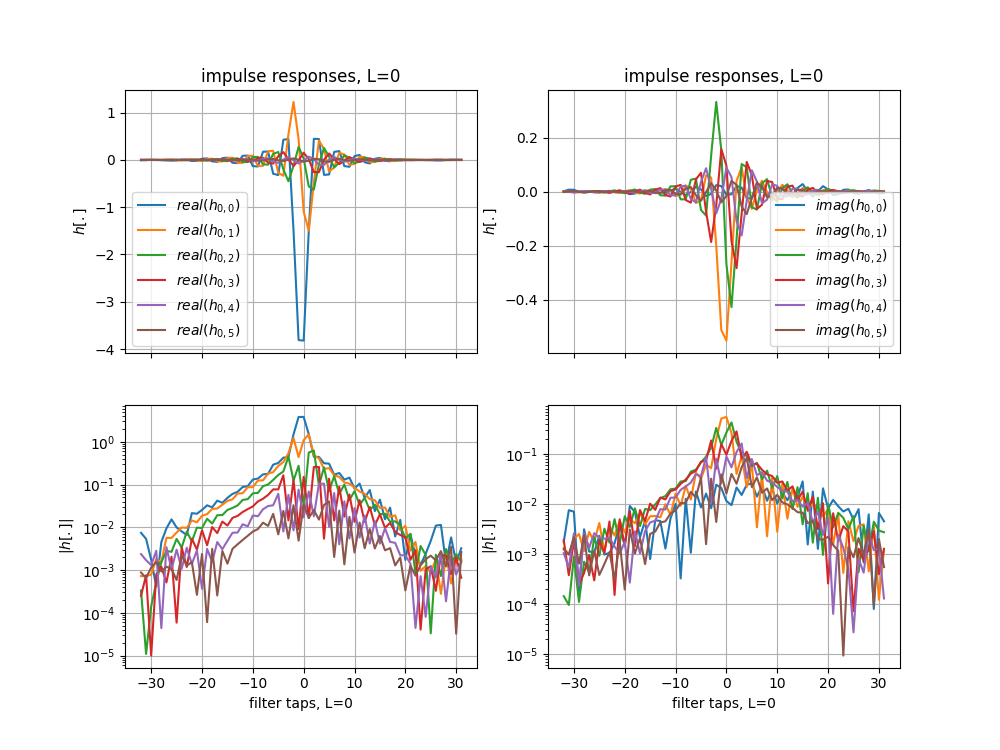 impulse responses, L=0
h[.]
1
0
−1
−2
−3
−4
real(h0,0)
real(h0,1)
real(h0,2)
real(h0,3)
real(h0,4)
real(h0,5)
impulse responses, L=0
h[.]
0.2
0.0
−0.2
−0.4
imag(h0,0)
imag(h0,1)
imag(h0,2)
imag(h0,3)
imag(h0,4)
imag(h0,5)
|h[.]|
10^0
10^−1
10^−2
10^−3
10^−4
10^−5
−30 −20 −10 0 10 20 30
filter taps, L=0
|h[.]|
10^−1
10^−2
10^−3
10^−4
10^−5
−30 −20 −10 0 10 20 30
filter taps, L=0